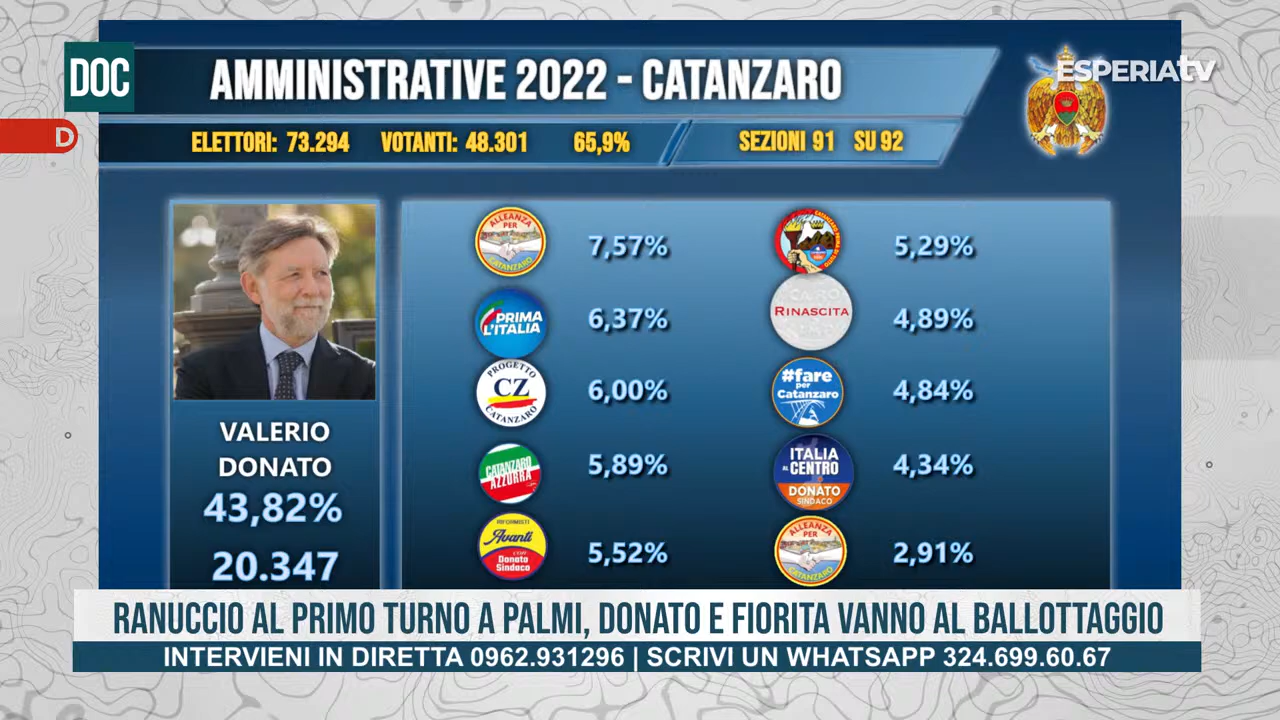 DOC
ESPERIATV
AMMINISTRATIVE 2022 - CATANZARO
D
ELETTORI: 73.294 VOTANTI: 48.301 65,9% SEZIONI 91 SU 92
VALERIO
DONATO
43,82%
20.347
ALLEANZA
PER
CATANZARO
7,57%
PRIMA
L'ITALIA
6,37%
PROGETTO
CZ
CATANZARO
6,00%
CATANZARO
AZZURRA
5,89%
RIFORMISTI
Avanti
Donato
Sindaco
5,52%
5,29%
RINASCITA
4,89%
#fare
per
Catanzaro
4,84%
ITALIA
AL CENTRO
DONATO
SINDACO
4,34%
ALLEANZA
PER
CATANZARO
2,91%
RANUCCIO AL PRIMO TURNO A PALMI, DONATO E FIORITA VANNO AL BALLOTTAGGIO
INTERVIENI IN DIRETTA 0962.931296 | SCRIVI UN WHATSAPP 324.699.60.67